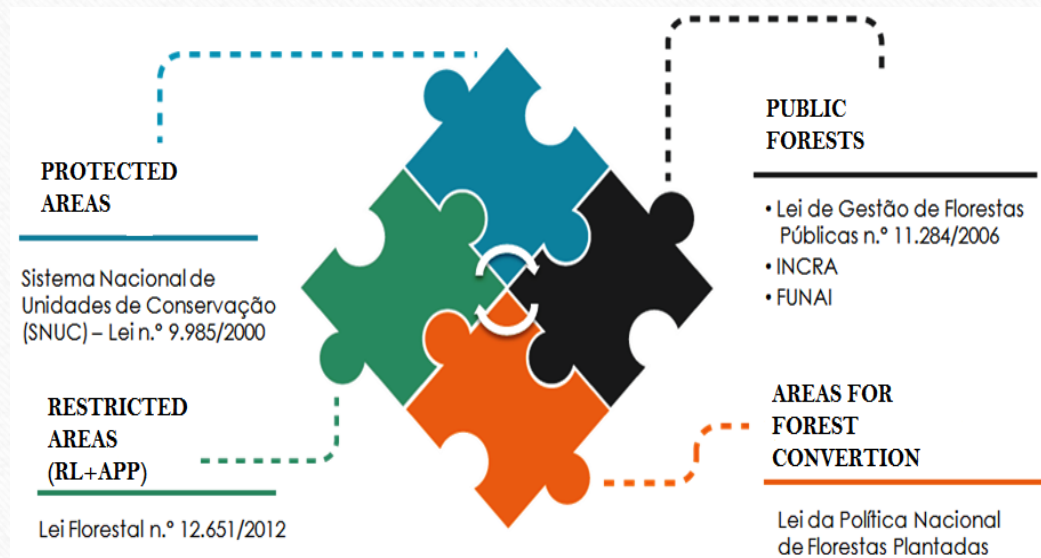 PROTECTED
AREAS
Sistema Nacional de
Unidades de Conservação
(SNUC) – Lei n.º 9.985/2000
RESTRICTED
AREAS
(RL+APP)
Lei Florestal n.º 12.651/2012
PUBLIC
FORESTS
• Lei de Gestão de Florestas
Públicas n.º 11.284/2006
• INCRA
• FUNAI
AREAS FOR
FOREST
CONVERTION
Lei da Política Nacional
de Florestas Plantadas